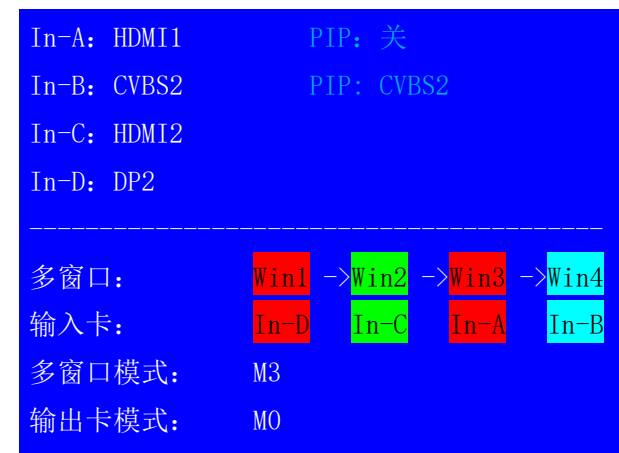 In-A: HDMI1 PIP: 关
In-B: CVBS2 PIP: CVBS2
In-C: HDMI2
In-D: DP2
多窗口: Win1 ->Win2 ->Win3 ->Win4
输入卡: In-D In-C In-A In-B
多窗口模式: M3
输出卡模式: M0